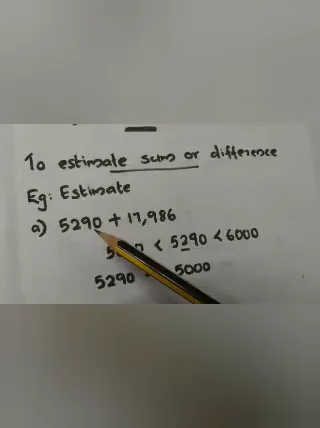 To estimate sum or difference
Eg: Estimate
a) 5290 + 17,986
< 5290 < 6000
5290 5000